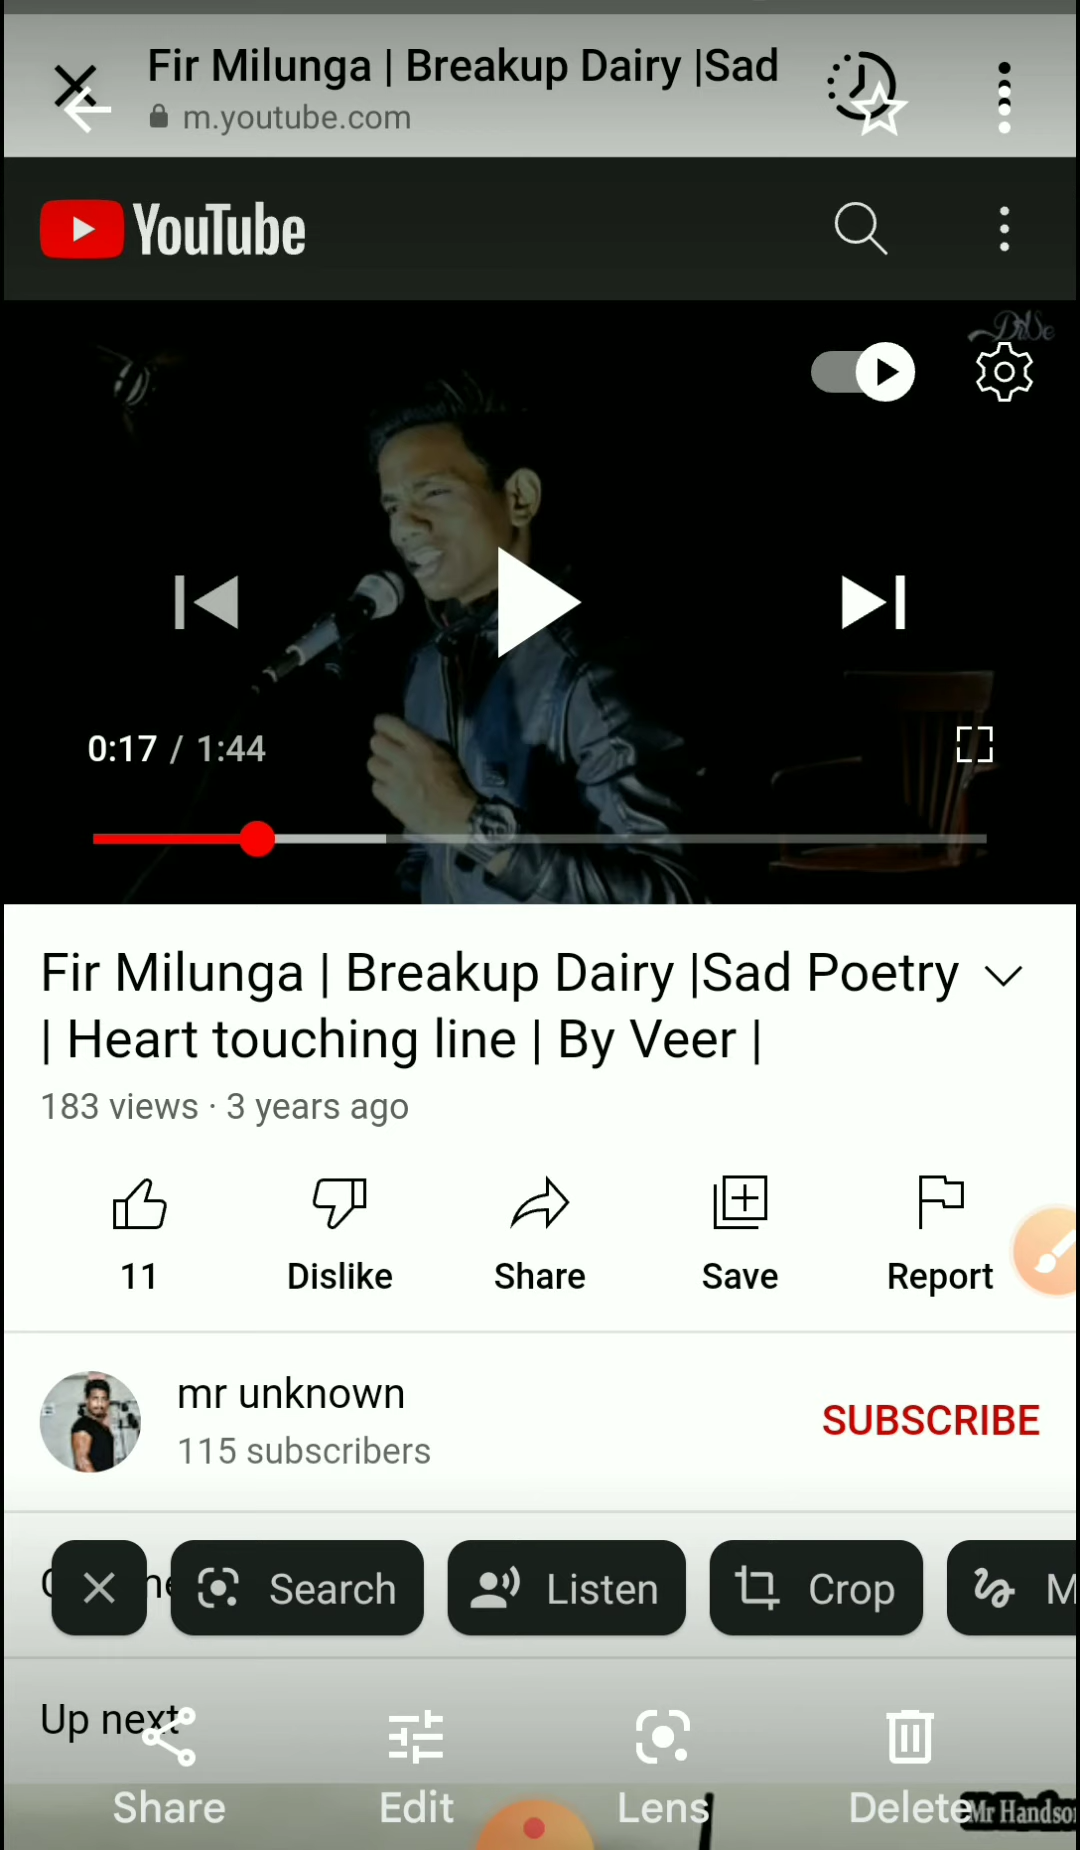 Fir Milunga | Breakup Dairy |Sad
m.youtube.com
YouTube
0:17 / 1:44
Fir Milunga | Breakup Dairy |Sad Poetry
| Heart touching line | By Veer |
183 views · 3 years ago
11 Dislike Share Save Report
mr unknown
115 subscribers
SUBSCRIBE
Search Listen Crop M
Up next
Share Edit Lens Delete
Mr Handso